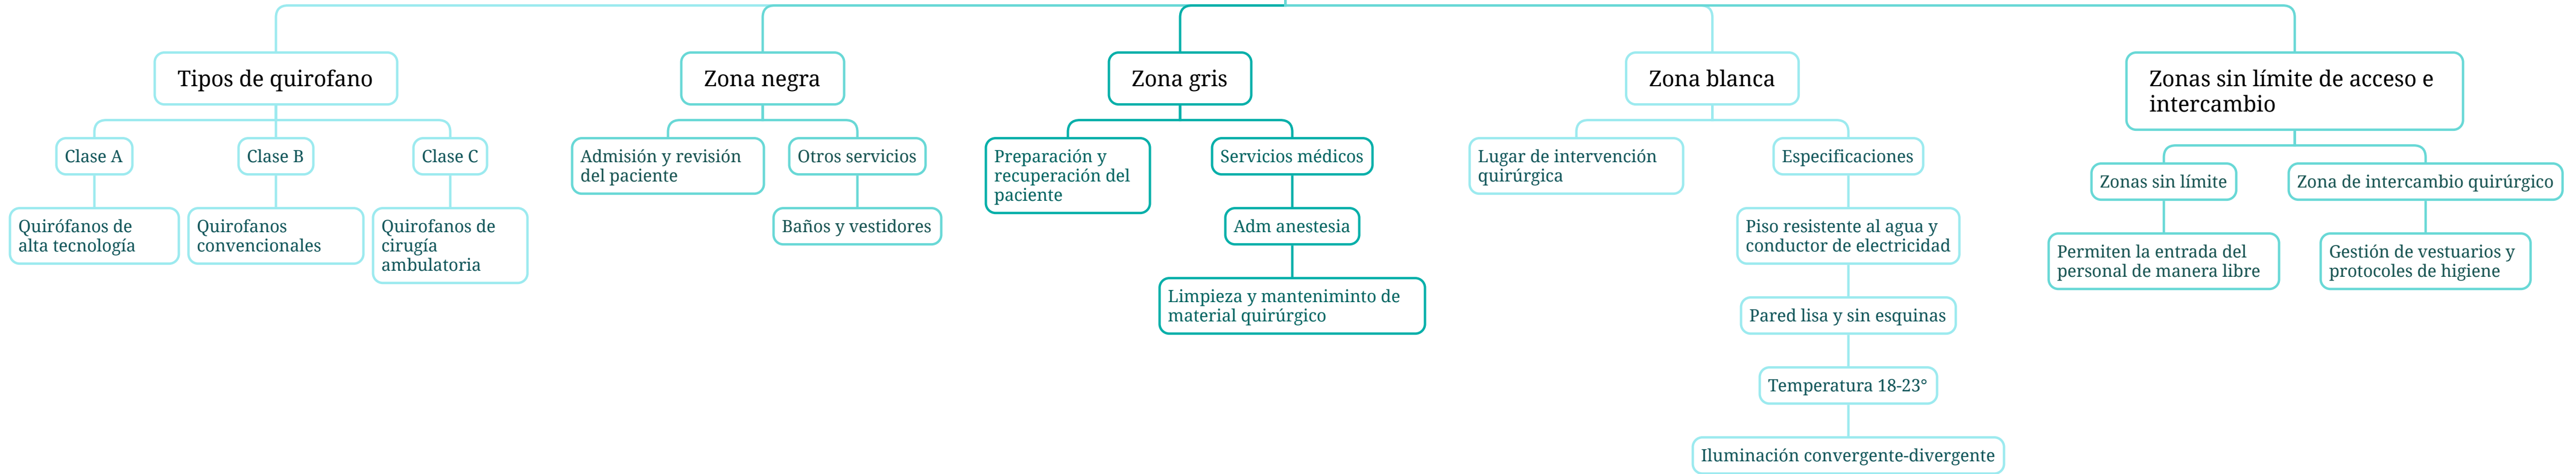 Tipos de quirofano
Clase A
Quirófanos de
alta tecnología
Clase B
Quirofanos
convencionales
Clase C
Quirofanos de
cirugía
ambulatoria
Zona negra
Admisión y revisión
del paciente
Otros servicios
Baños y vestidores
Zona gris
Preparación y
recuperación del
paciente
Servicios médicos
Adm anestesia
Limpieza y manteniminto de
material quirúrgico
Zona blanca
Lugar de intervención
quirúrgica
Especificaciones
Piso resistente al agua y
conductor de electricidad
Pared lisa y sin esquinas
Temperatura 18-23°
Iluminación convergente-divergente
Zonas sin límite de acceso e
intercambio
Zonas sin límite
Permiten la entrada del
personal de manera libre
Zona de intercambio quirúrgico
Gestión de vestuarios y
protocoles de higiene